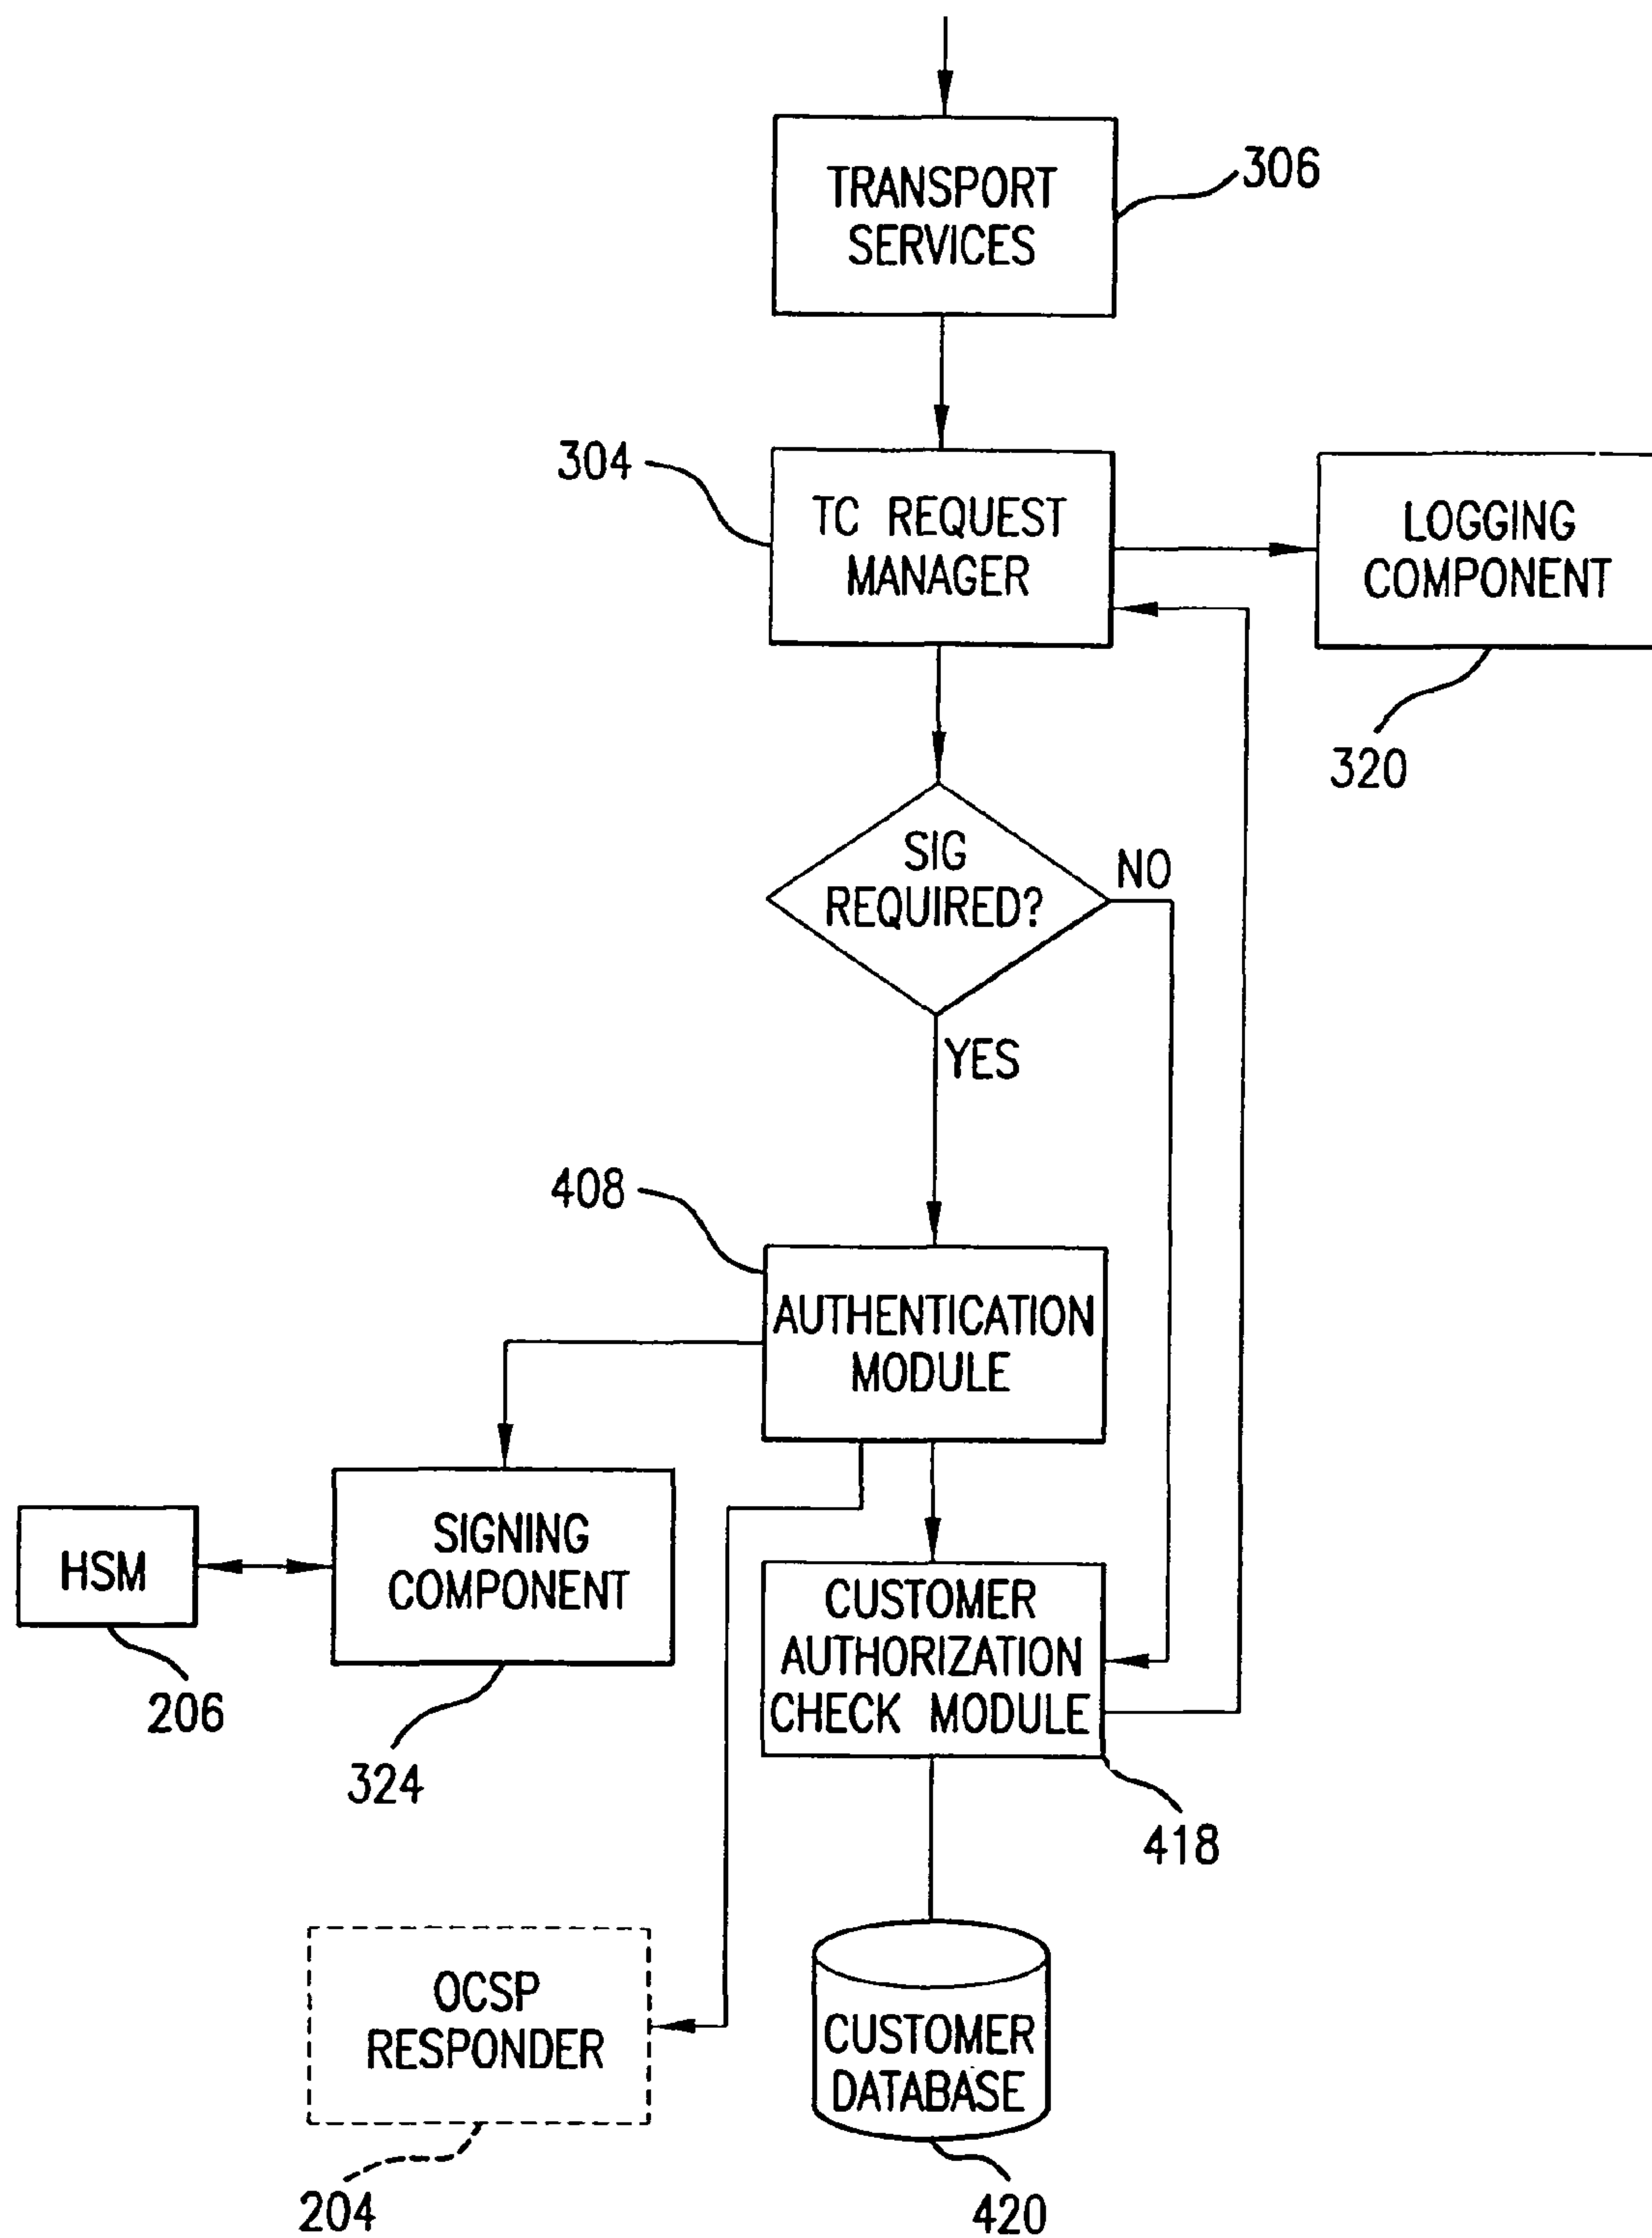 TRANSPORT
SERVICES
306
304
TC REQUEST
MANAGER
LOGGING
COMPONENT
320
SIG
REQUIRED?
NO
YES
408
AUTHENTICATION
MODULE
SIGNING
COMPONENT
HSM
206
324
CUSTOMER
AUTHORIZATION
CHECK MODULE
418
OCSP
RESPONDER
204
CUSTOMER
DATABASE
420